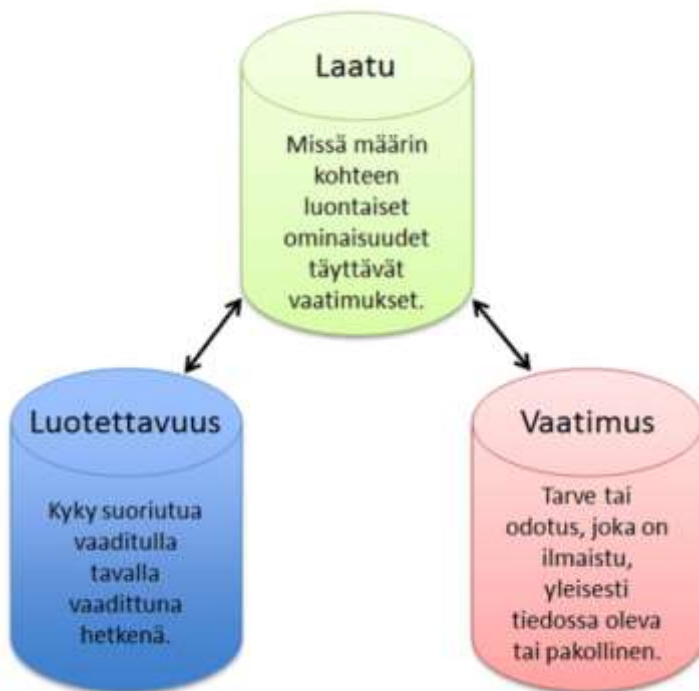 Laatu
Missä määrin
kohteen
luontaiset
ominaisuudet
täyttävät
vaatimukset.
Luotettavuus
Kyky suoriutua
vaaditulla
tavalla
vaadittuna
hetkenä.
Vaatimus
Tarve tai
odotus, joka on
ilmaistu,
yleisesti
tiedossa oleva
tai pakollinen.